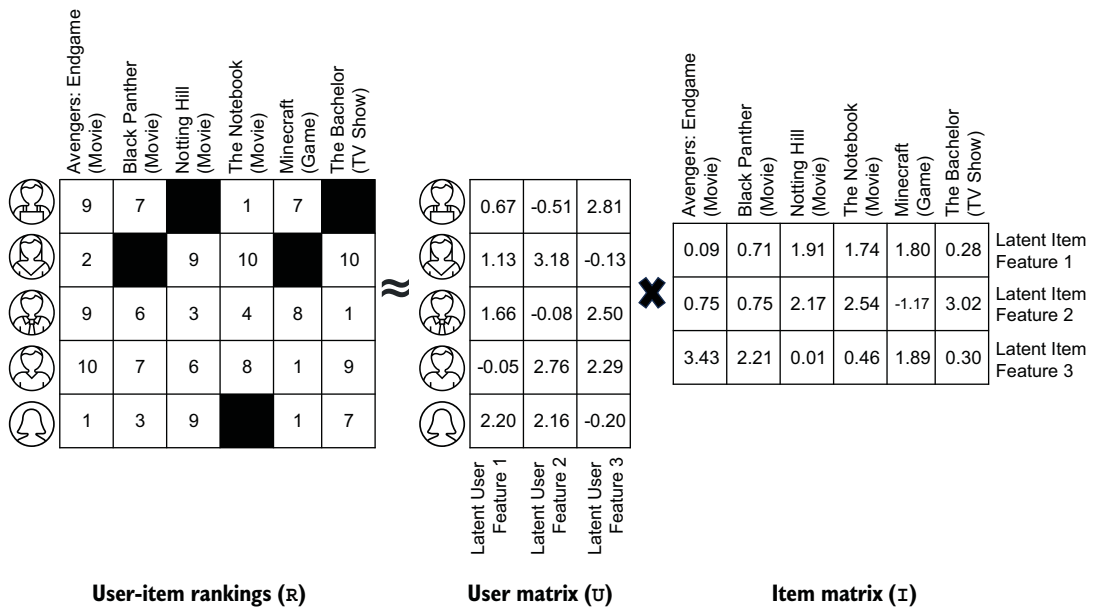 Avengers: Endgame
(Movie)
Black Panther
(Movie)
Notting Hill
(Movie)
The Notebook
(Movie)
Minecraft
(Game)
The Bachelor
(TV Show)
9 7 1 7
2 9 10 10
9 6 3 4 8 1
10 7 6 8 1 9
1 3 9 1 7
User-item rankings (R)
≈
0.67 -0.51 2.81
1.13 3.18 -0.13
1.66 -0.08 2.50
-0.05 2.76 2.29
2.20 2.16 -0.20
Latent User
Feature 1
Latent User
Feature 2
Latent User
Feature 3
User matrix (U)
✖
Avengers: Endgame
(Movie)
Black Panther
(Movie)
Notting Hill
(Movie)
The Notebook
(Movie)
Minecraft
(Game)
The Bachelor
(TV Show)
0.09 0.71 1.91 1.74 1.80 0.28
Latent Item
Feature 1
0.75 0.75 2.17 2.54 -1.17 3.02
Latent Item
Feature 2
3.43 2.21 0.01 0.46 1.89 0.30
Latent Item
Feature 3
Item matrix (I)